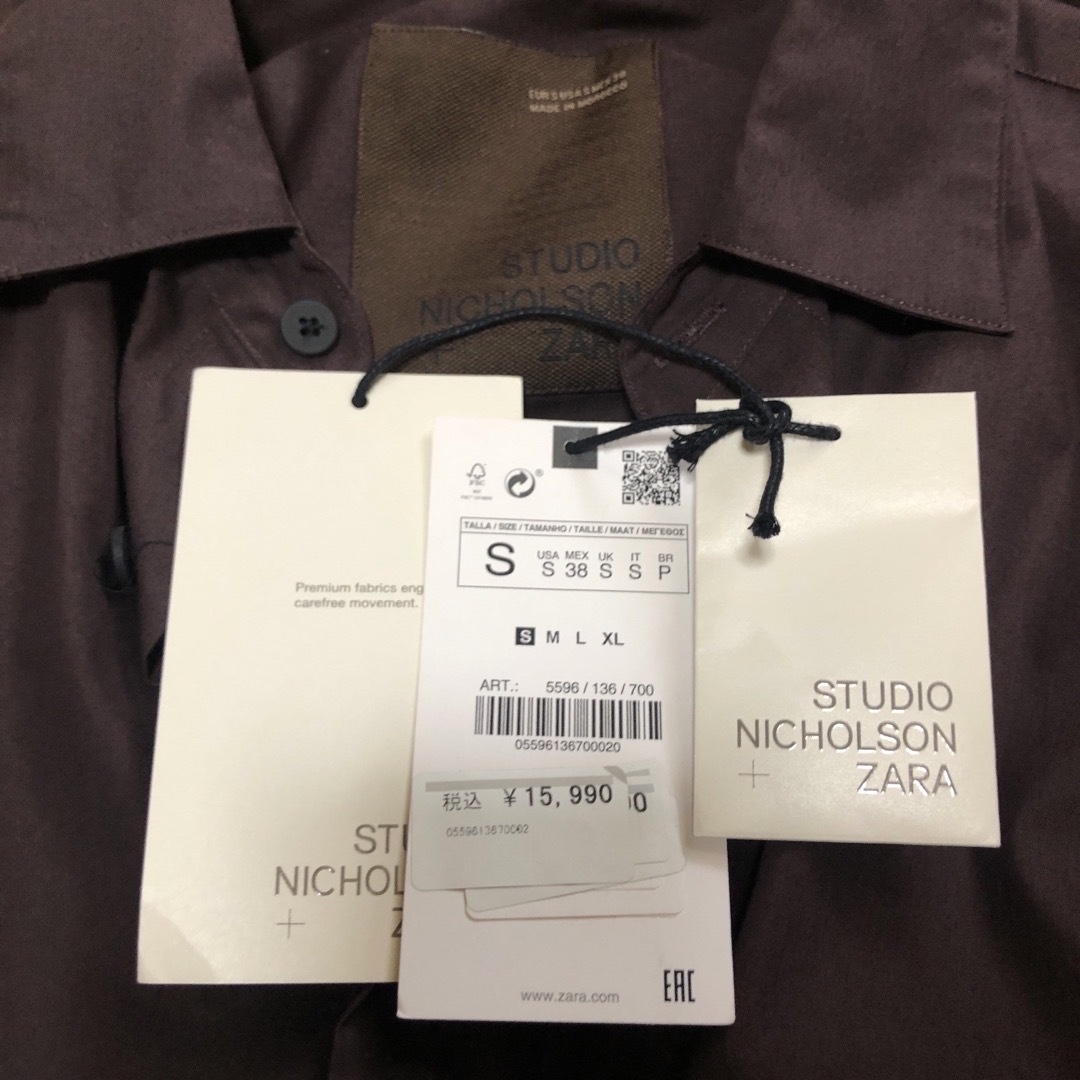 EUR S USA S MEX 38
MADE IN MOROCCO
STUDIO
NICHOLSON
+ ZARA
Premium fabrics eng
carefree movement.
STU
NICHOL
+ Z
FSC
TALLA / SIZE / TAMANHO / TAILLE / MAAT / ΜΕΓΕΘΟΣ
S
USA MEX UK IT BR
S 38 S S P
S M L XL
ART.: 5596 / 136 / 700
05596136700020
税込 ¥15,990
0559613670062
www.zara.com
EAC
STUDIO
NICHOLSON
+ ZARA